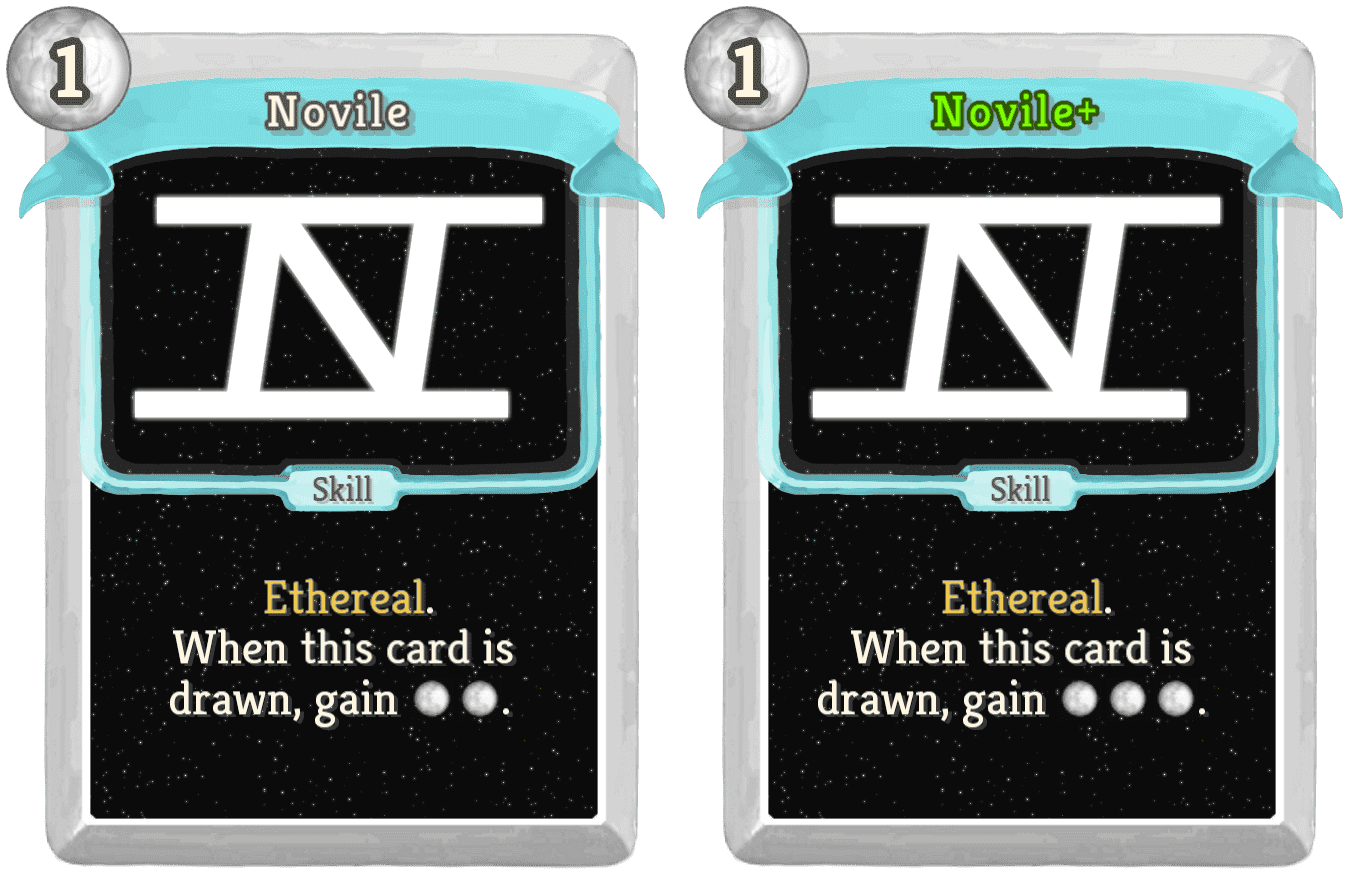 1
Novile
N
Skill
Ethereal.
When this card is
drawn, gain .
1
Novile+
N
Skill
Ethereal.
When this card is
drawn, gain .